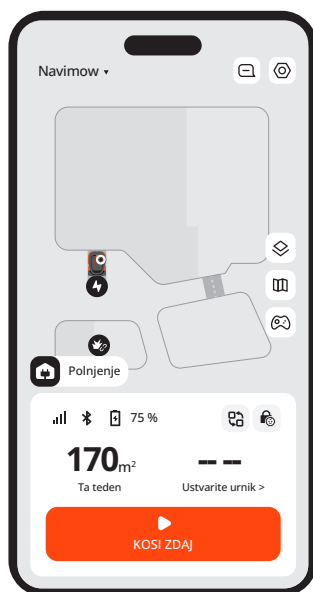 Navimow
Polnjenje
75 %
170m²
-- --
Ta teden
Ustvarite urnik >
KOSI ZDAJ